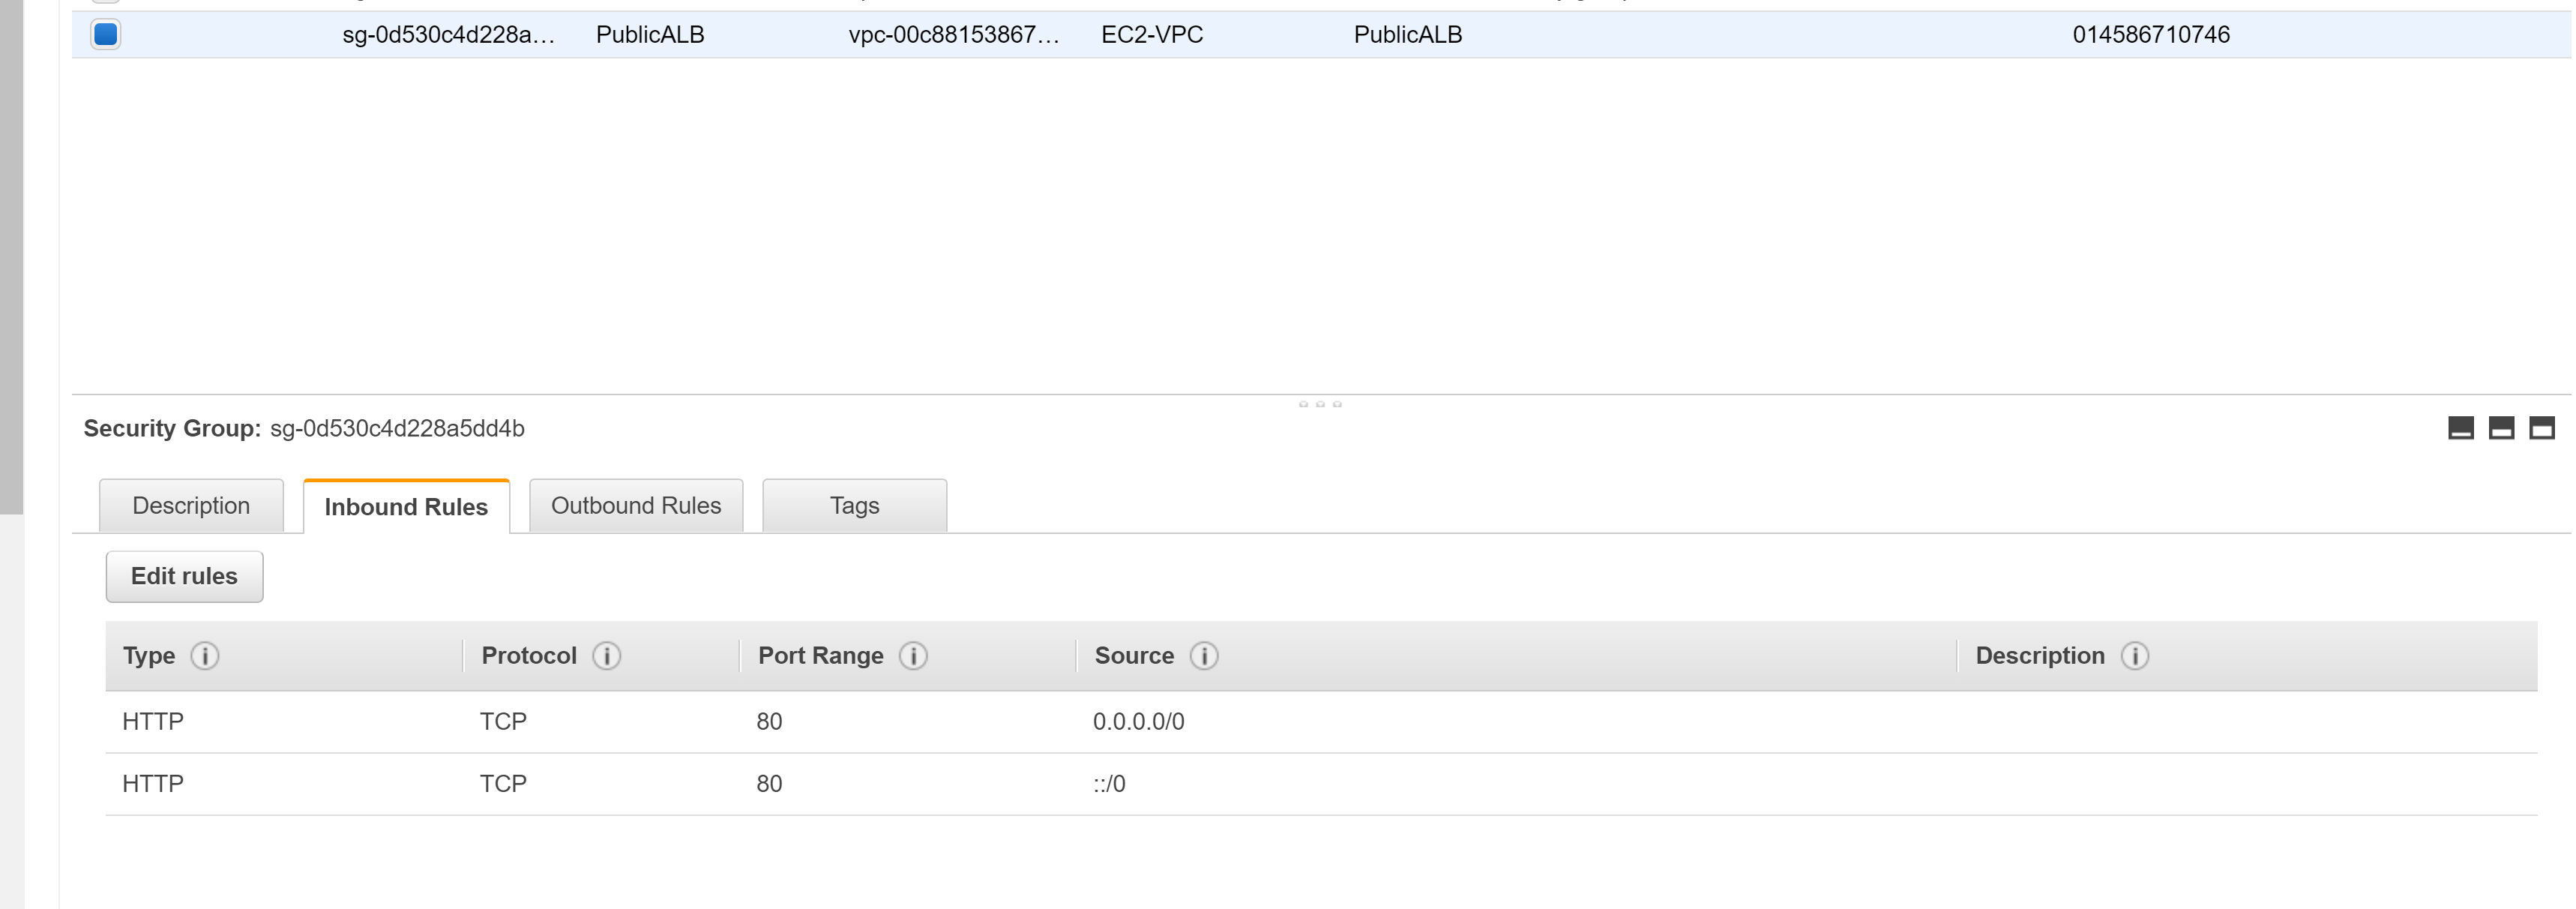 sg-0d530c4d228a… PublicALB vpc-00c88153867… EC2-VPC PublicALB 014586710746
Security Group: sg-0d530c4d228a5dd4b
Description Inbound Rules Outbound Rules Tags
Edit rules
Type Protocol Port Range Source Description
HTTP TCP 80 0.0.0.0/0
HTTP TCP 80 ::/0